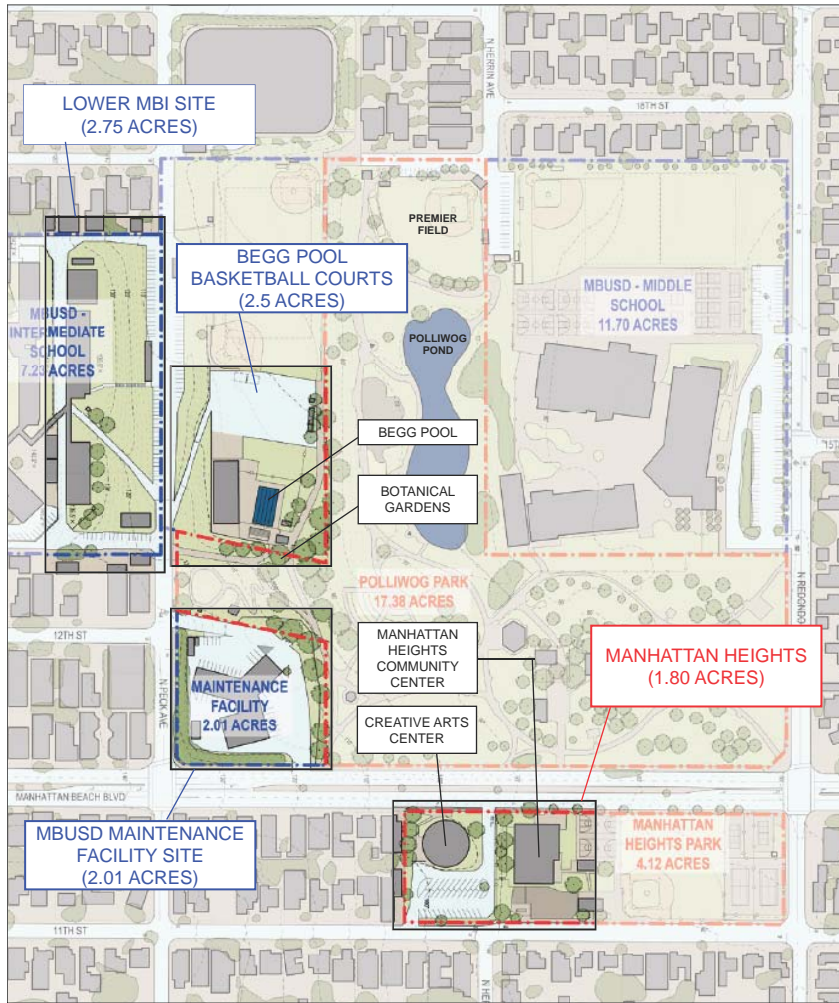 N HERRIN AVE
18TH ST
LOWER MBI SITE
(2.75 ACRES)
PREMIER
FIELD
BEGG POOL
BASKETBALL COURTS
(2.5 ACRES)
MBUSD - MIDDLE
SCHOOL
11.70 ACRES
MBUSD -
INTERMEDIATE
SCHOOL
7.23 ACRES
POLLIWOG
POND
BEGG POOL
15T
BOTANICAL
GARDENS
POLLIWOG PARK
17.38 ACRES
N REDONDO
12TH ST
MANHATTAN
HEIGHTS
COMMUNITY
CENTER
MANHATTAN HEIGHTS
(1.80 ACRES)
N PECK AVE
MAINTENANCE
FACILITY
2.01 ACRES
CREATIVE ARTS
CENTER
MANHATTAN BEACH BLVD
MBUSD MAINTENANCE
FACILITY SITE
(2.01 ACRES)
MANHATTAN
HEIGHTS PARK
4.12 ACRES
11TH ST
N HE